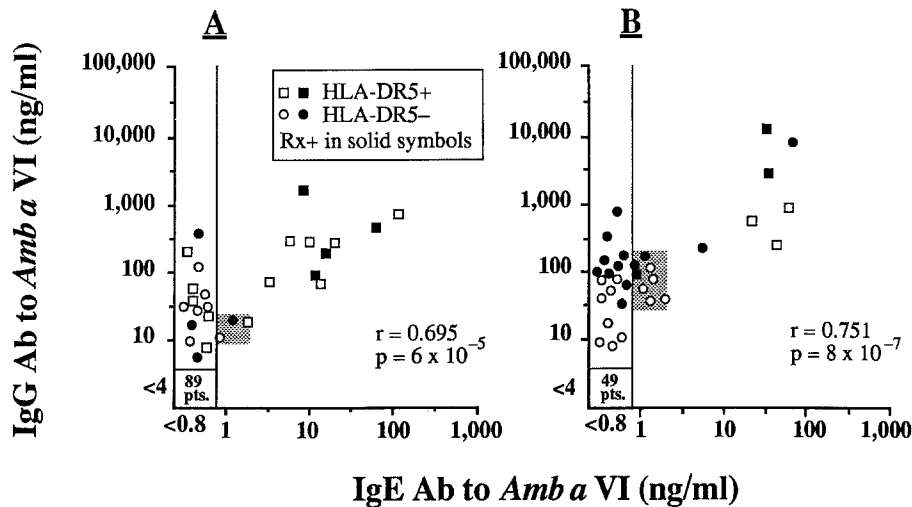 A
B
IgG Ab to Amb a VI (ng/ml)
100,000
10,000
1,000
100
10
<4
HLA-DR5+
HLA-DR5–
Rx+ in solid symbols
r = 0.695
p = 6 x 10⁻⁵
89
pts.
<0.8
1
10
100
1,000
100,000
10,000
1,000
100
10
<4
r = 0.751
p = 8 x 10⁻⁷
49
pts.
<0.8
1
10
100
1,000
IgE Ab to Amb a VI (ng/ml)